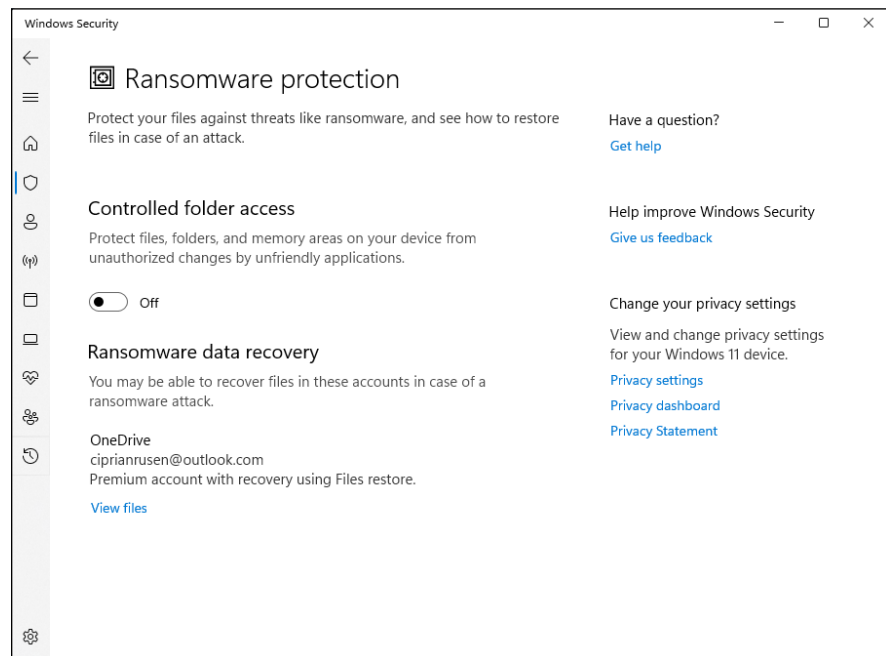 Windows Security
Ransomware protection
Protect your files against threats like ransomware, and see how to restore
files in case of an attack.
Controlled folder access
Protect files, folders, and memory areas on your device from
unauthorized changes by unfriendly applications.
Off
Ransomware data recovery
You may be able to recover files in these accounts in case of a
ransomware attack.
OneDrive
ciprianrusen@outlook.com
Premium account with recovery using Files restore.
View files
Have a question?
Get help
Help improve Windows Security
Give us feedback
Change your privacy settings
View and change privacy settings
for your Windows 11 device.
Privacy settings
Privacy dashboard
Privacy Statement